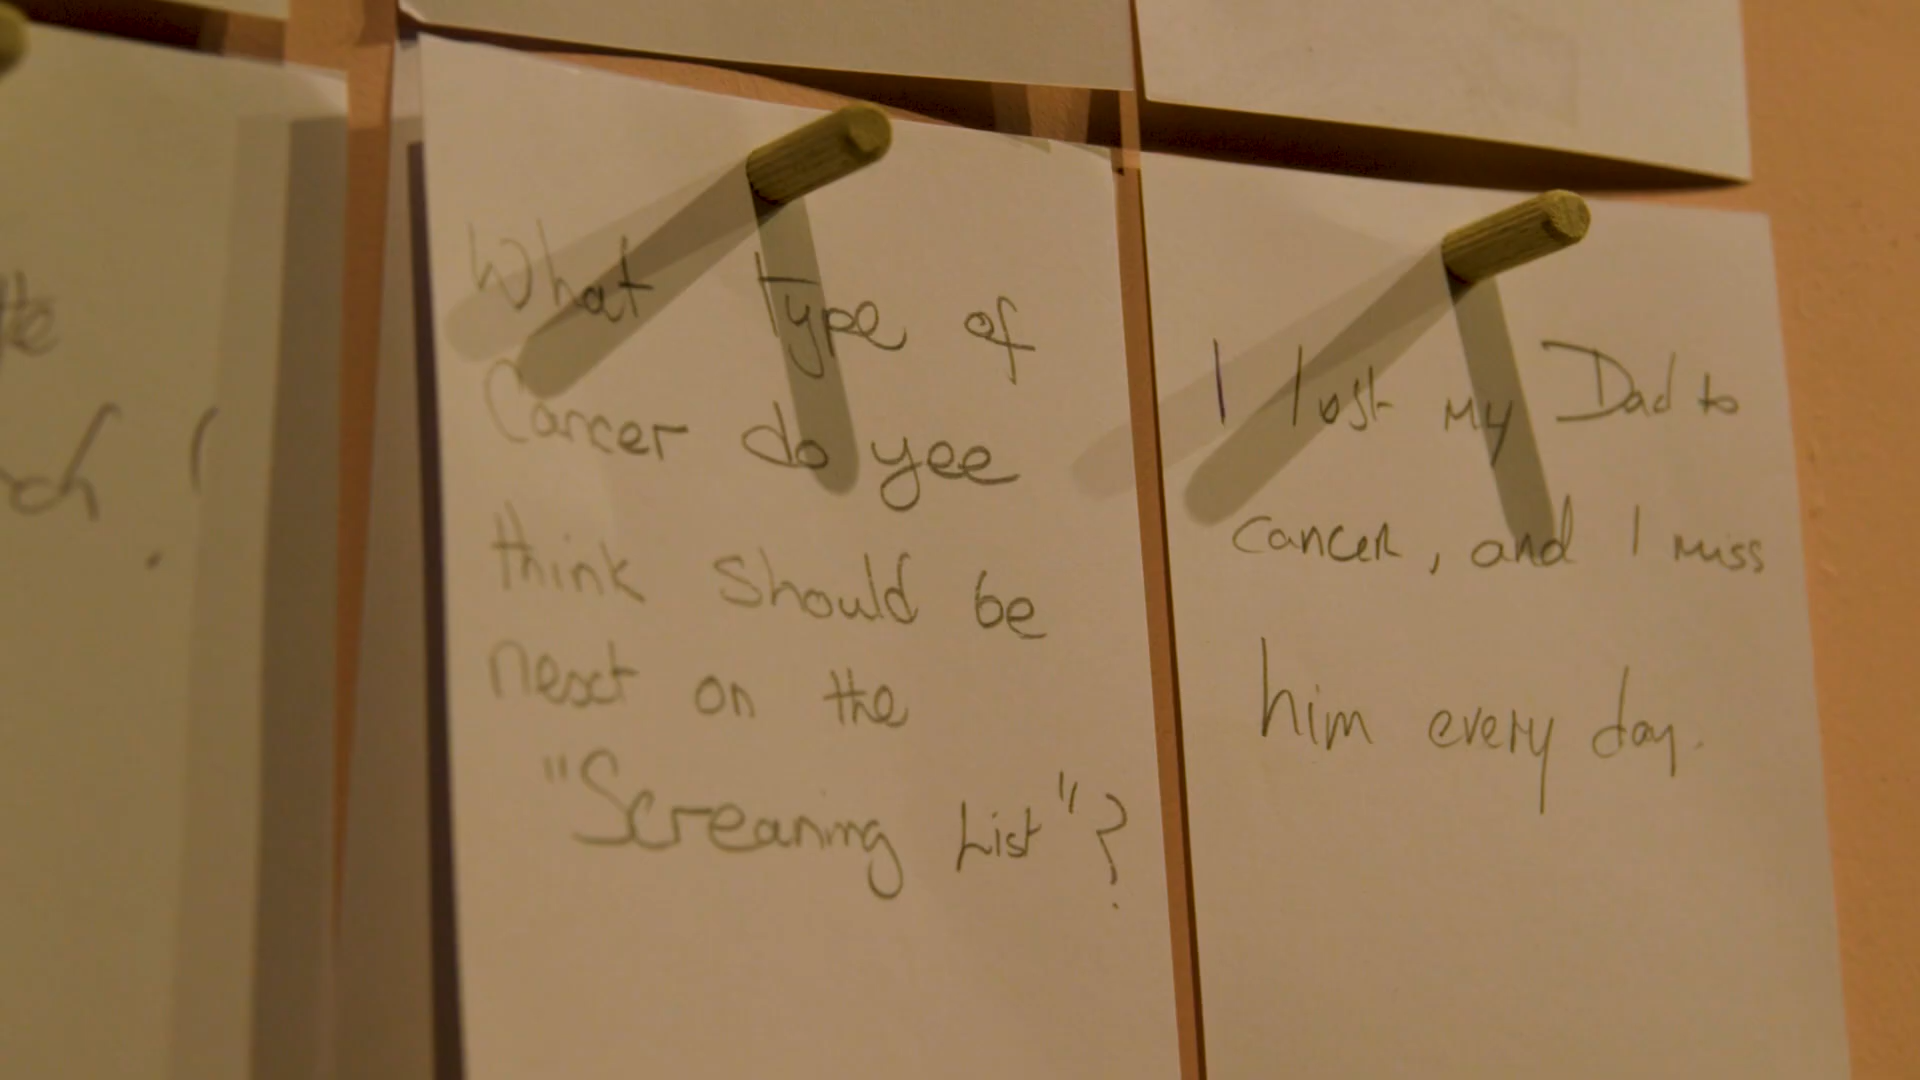 What type of
Cancer do yee
think should be
next on the
"Screaning List"?
I lost my Dad to
cancer, and I miss
him every day.